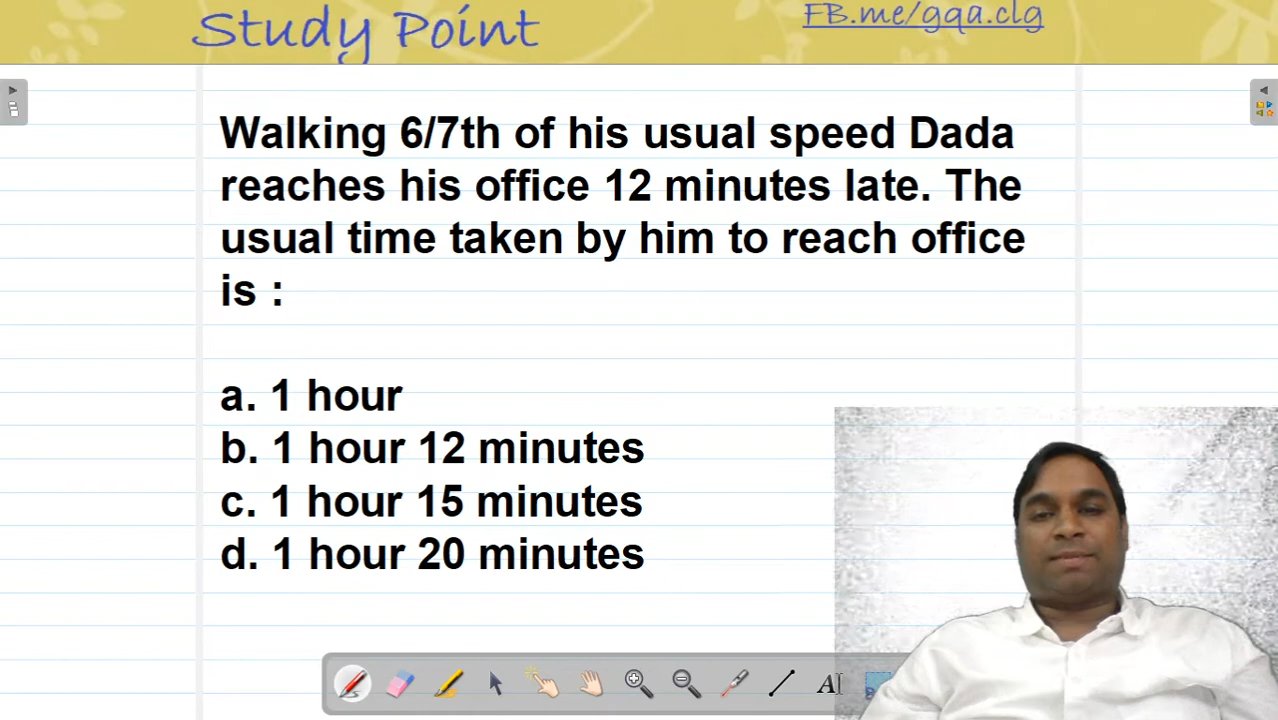 Study Point
FB.me/gqa.clg
Walking 6/7th of his usual speed Dada
reaches his office 12 minutes late. The
usual time taken by him to reach office
is :
a. 1 hour
b. 1 hour 12 minutes
c. 1 hour 15 minutes
d. 1 hour 20 minutes